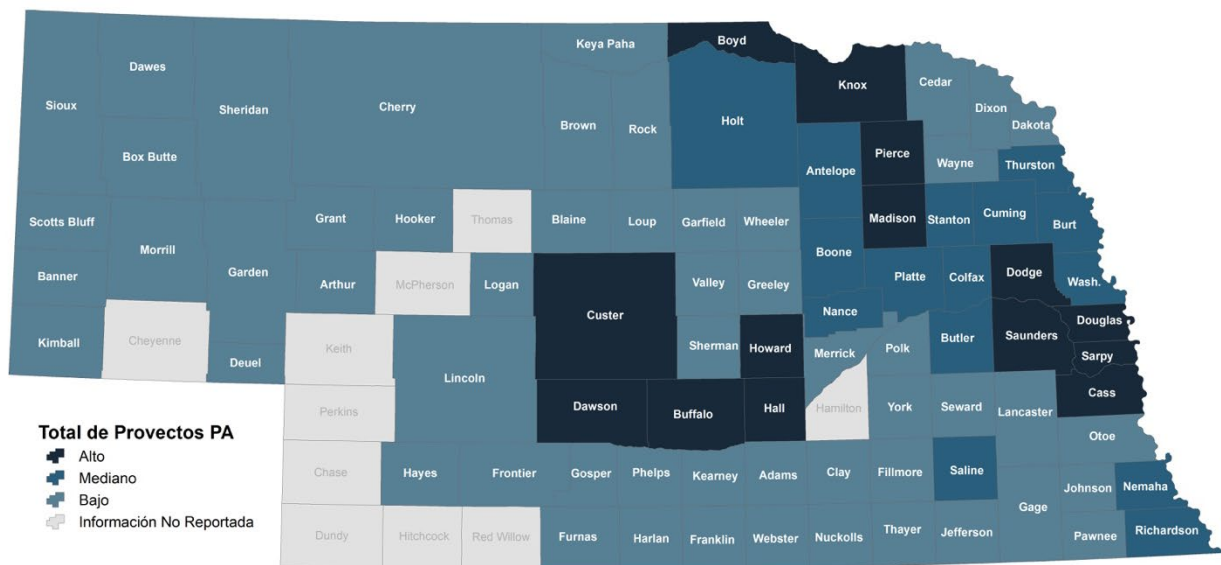 Boyd
Keya Paha
Dawes
Knox
Cedar
Sioux
Sheridan
Cherry
Dixon
Holt
Brown
Rock
Dakota
Box Butte
Pierce
Wayne
Thurston
Antelope
Scotts Bluff
Grant
Hooker
Thomas
Blaine
Loup
Garfield
Wheeler
Madison
Stanton
Cuming
Burt
Morrill
Banner
Garden
Arthur
McPherson
Logan
Valley
Greeley
Boone
Platte
Colfax
Dodge
Wash.
Custer
Nance
Douglas
Kimball
Cheyenne
Keith
Sherman
Howard
Merrick
Polk
Butler
Saunders
Deuel
Sarpy
Lincoln
Cass
Perkins
Dawson
Buffalo
Hall
Hamilton
York
Seward
Lancaster
Otoe
Total de Provectos PA
Alto
Mediano
Bajo
Información No Reportada
Chase
Hayes
Frontier
Gosper
Phelps
Kearney
Adams
Clay
Fillmore
Saline
Johnson
Nemaha
Gage
Dundy
Hitchcock
Red Willow
Furnas
Harlan
Franklin
Webster
Nuckolls
Thayer
Jefferson
Pawnee
Richardson